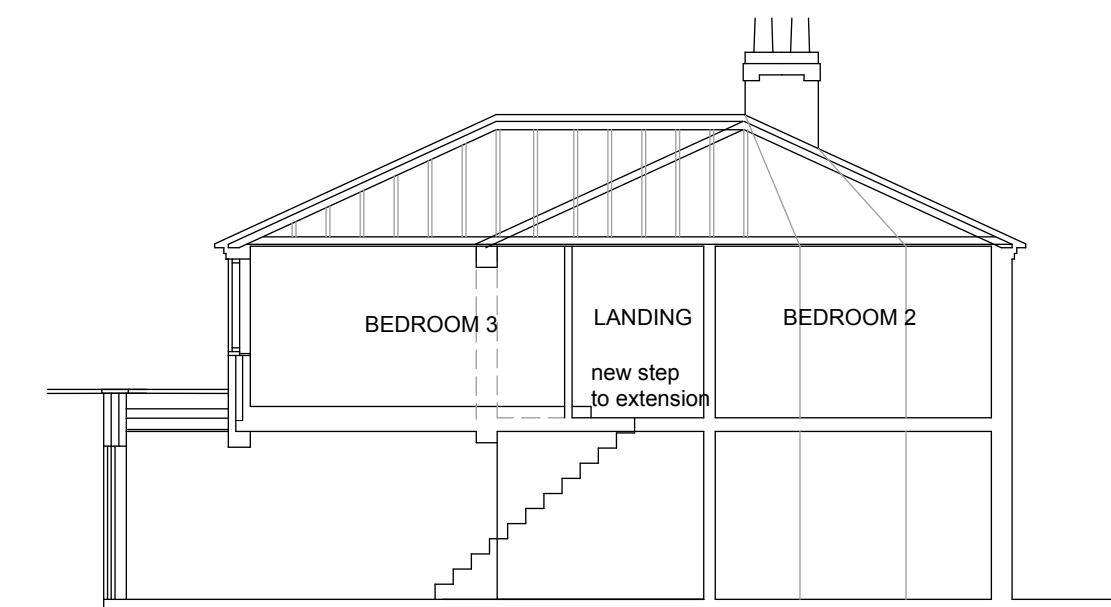 BEDROOM 3
LANDING
BEDROOM 2
new step
to extension